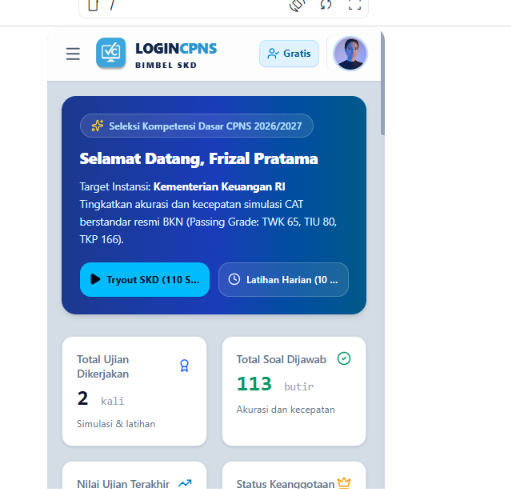 /
LOGINCPNS
BIMBEL SKD
Gratis
Seleksi Kompetensi Dasar CPNS 2026/2027
Selamat Datang, Frizal Pratama
Target Instansi: Kementerian Keuangan RI
Tingkatkan akurasi dan kecepatan simulasi CAT
berstandar resmi BKN (Passing Grade: TWK 65, TIU 80,
TKP 166).
Tryout SKD (110 S...
Latihan Harian (10 ...
Total Ujian
Dikerjakan
2 kali
Simulasi & latihan
Total Soal Dijawab
113 butir
Akurasi dan kecepatan
Nilai Ujian Terakhir
Status Keanggotaan